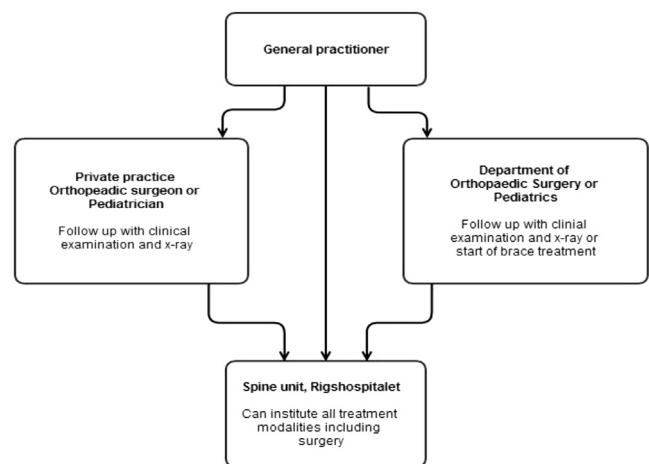 General practitioner
Private practice
Orthopeadic surgeon or
Pediatrician
Follow up with clinical
examination and x-ray
Department of
Orthopaedic Surgery or
Pediatrics
Follow up with clinial
examination and x-ray or
start of brace treatment
Spine unit, Rigshospitalet
Can institute all treatment
modalities including
surgery